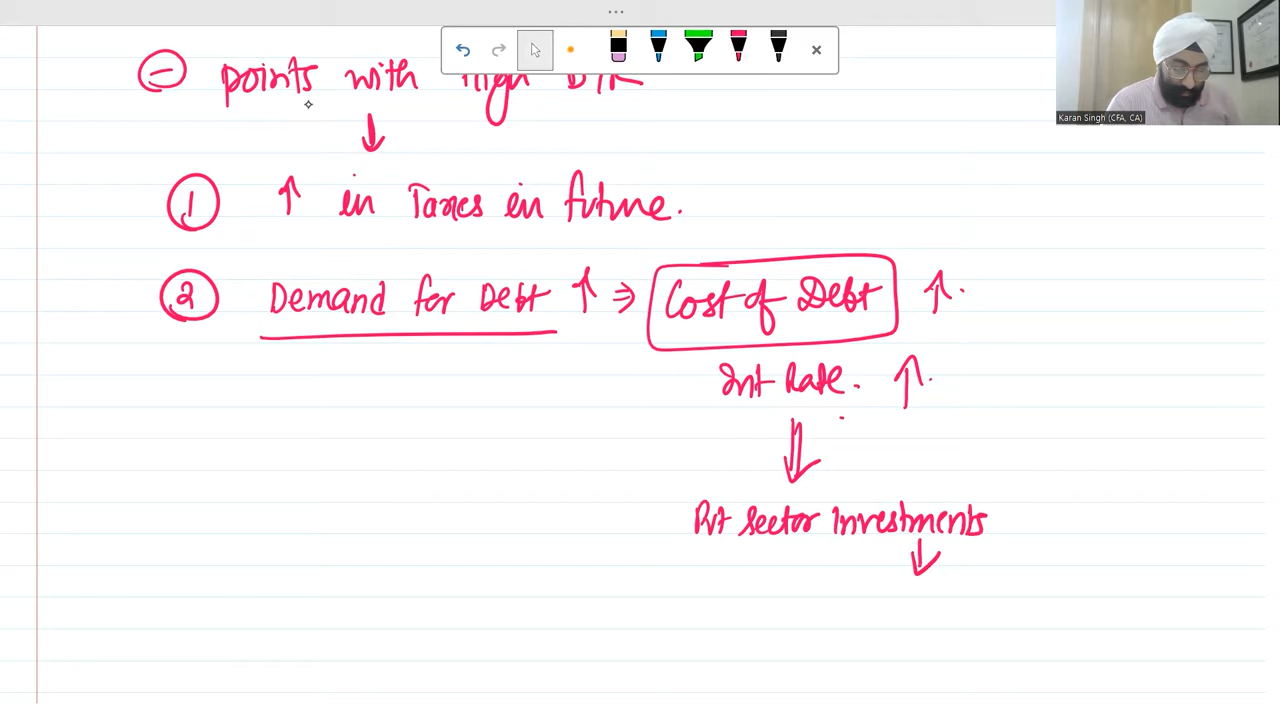 ⊖ points with High
↓
① ↑ in Taxes in future.
② Demand for Debt ↑ ⇒ Cost of Debt ↑.
Int Rate. ↑.
⇓
Pvt Sector Investments
↓
Karan Singh (CFA, CA)